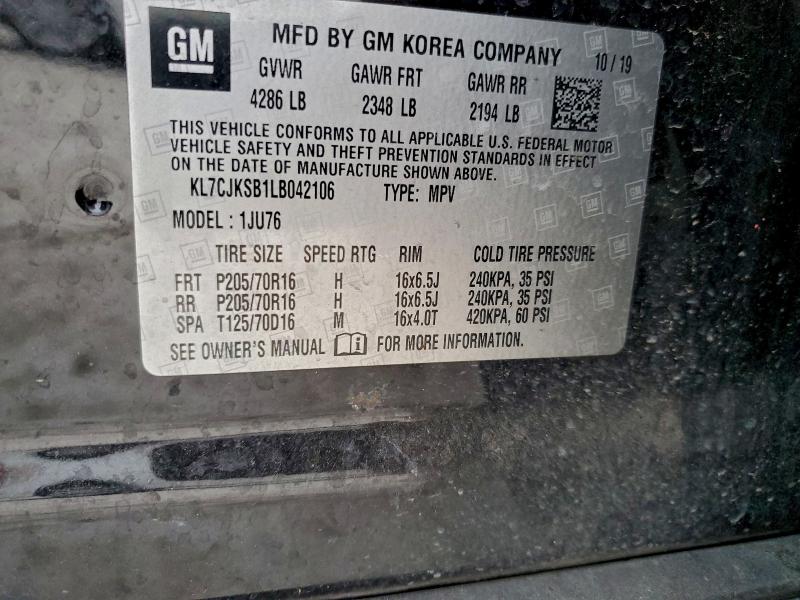 GM MFD BY GM KOREA COMPANY 10/19
GVWR GAWR FRT GAWR RR
4286 LB 2348 LB 2194 LB
THIS VEHICLE CONFORMS TO ALL APPLICABLE U.S. FEDERAL MOTOR
VEHICLE SAFETY AND THEFT PREVENTION STANDARDS IN EFFECT
ON THE DATE OF MANUFACTURE SHOWN ABOVE.
KL7CJKSB1LB042106 TYPE: MPV
MODEL : 1JU76
TIRE SIZE SPEED RTG RIM COLD TIRE PRESSURE
FRT P205/70R16 H 16x6.5J 240KPA, 35 PSI
RR P205/70R16 H 16x6.5J 240KPA, 35 PSI
SPA T125/70D16 M 16x4.0T 420KPA, 60 PSI
SEE OWNER'S MANUAL i FOR MORE INFORMATION.